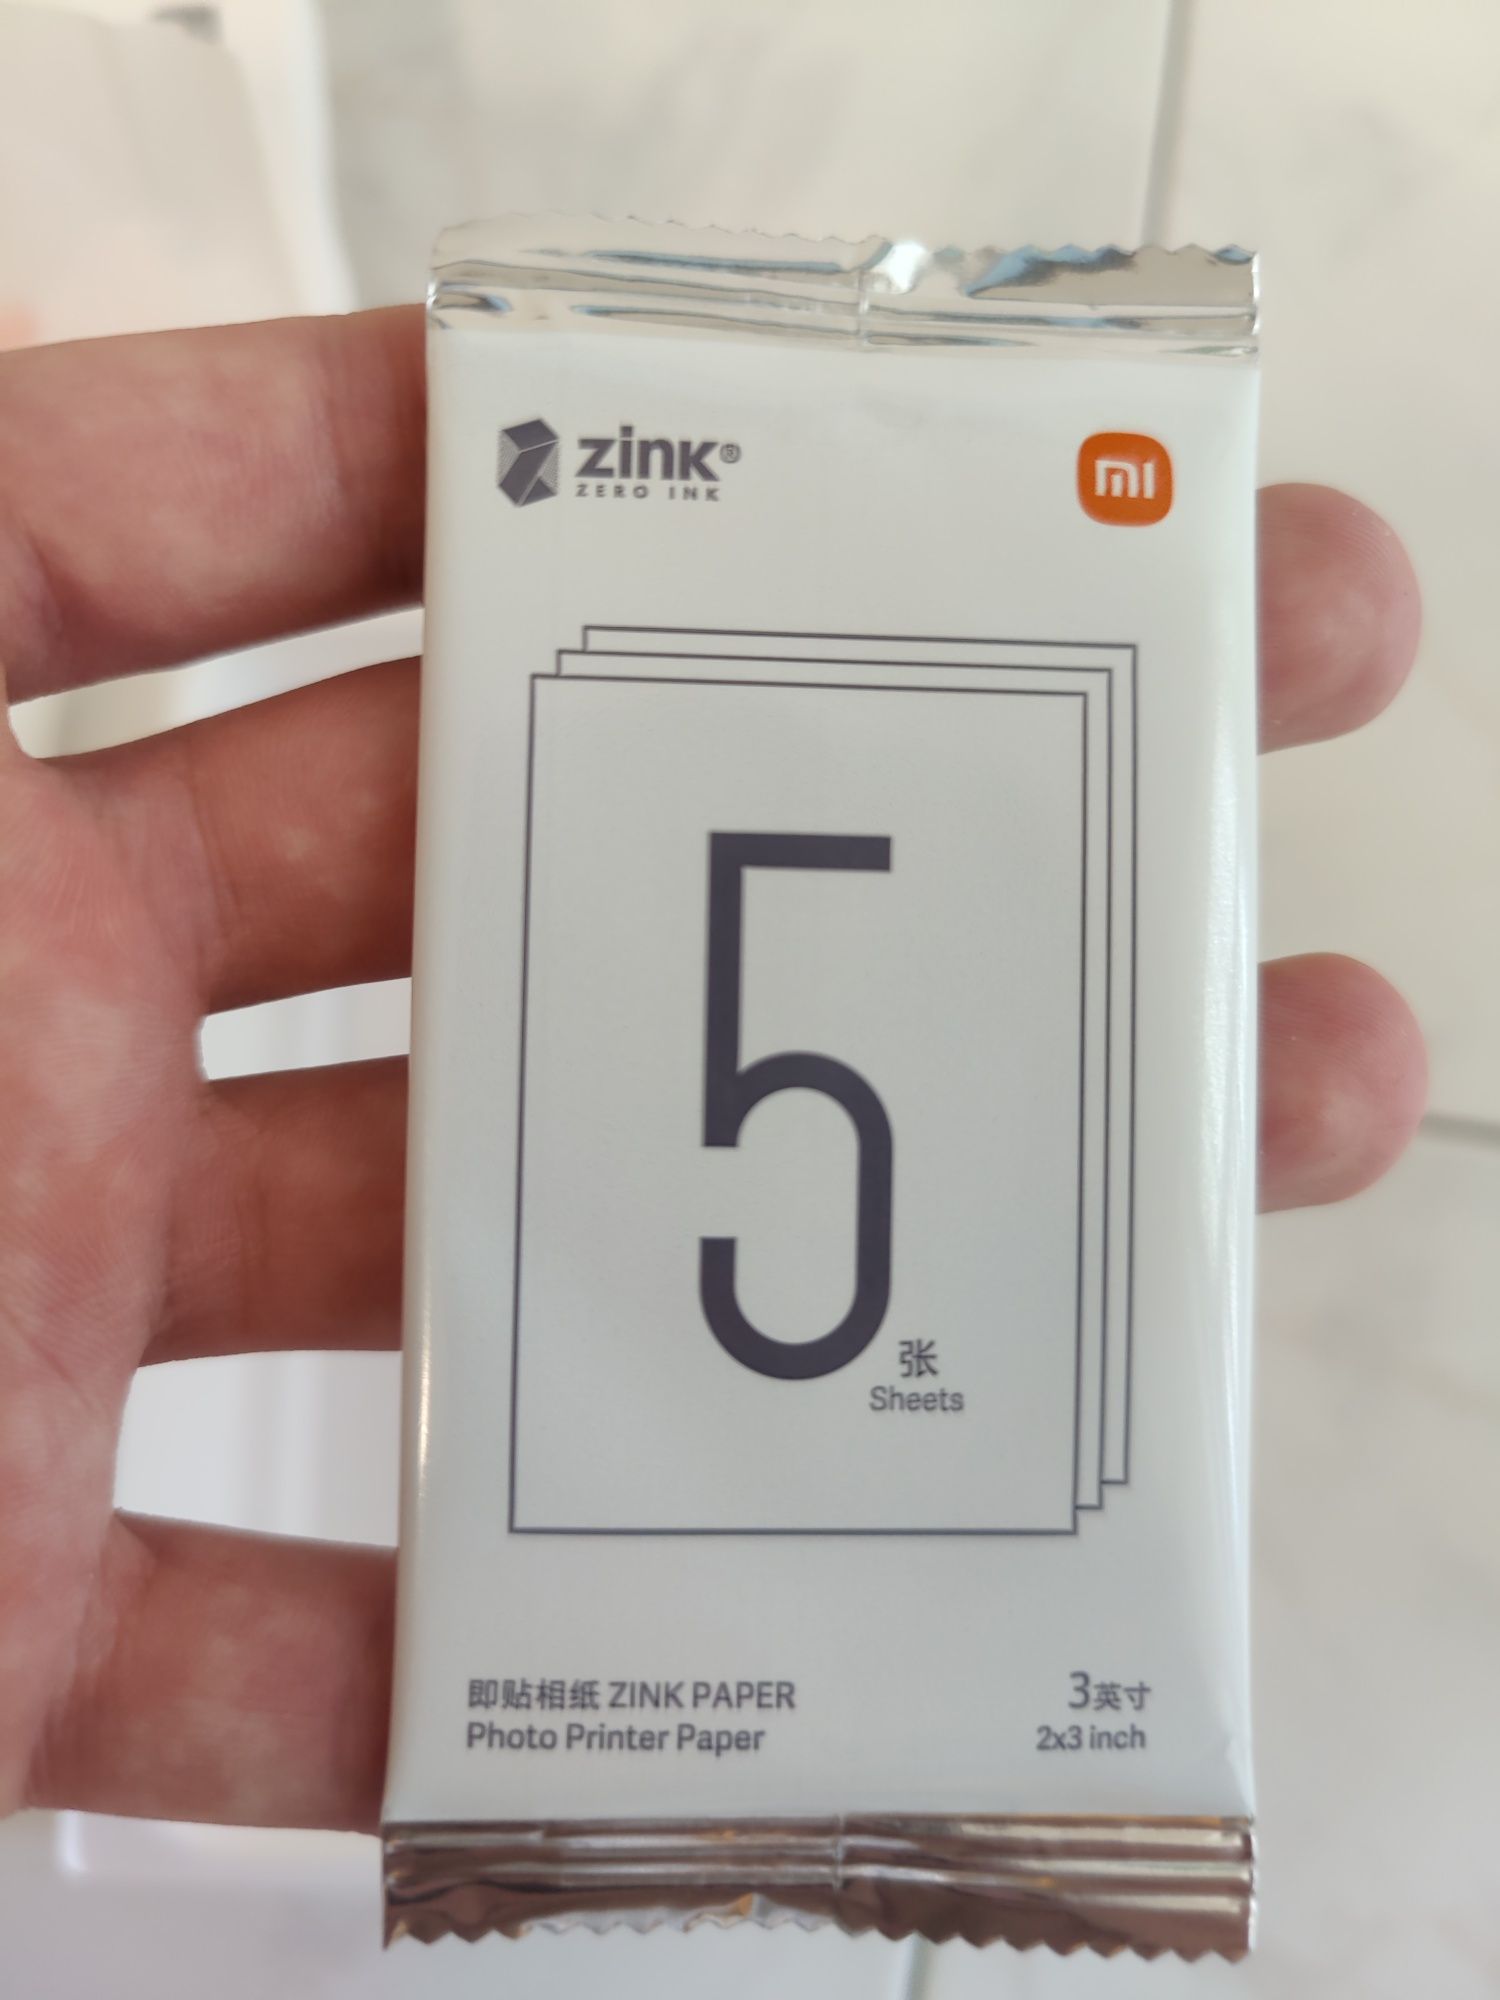 zink®
ZERO INK
mi
5
张
Sheets
即贴相纸 ZINK PAPER
Photo Printer Paper
3英寸
2x3 inch